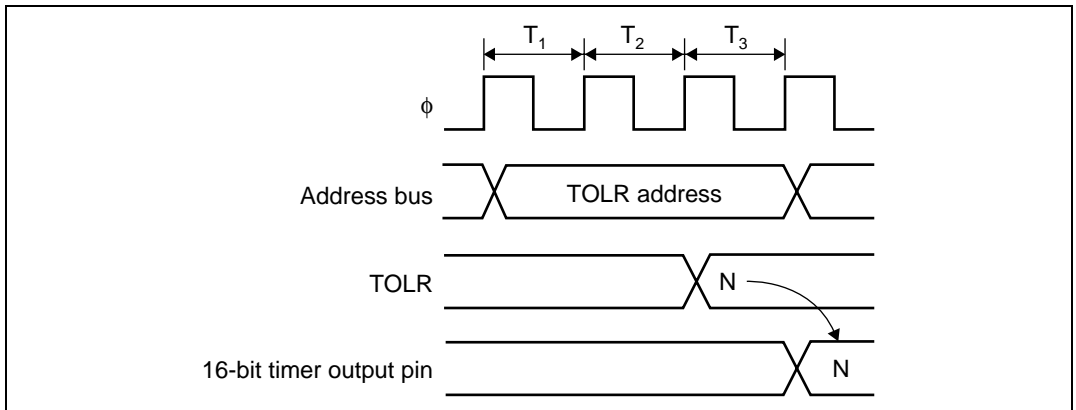 T1 T2 T3
φ
Address bus TOLR address
TOLR N
16-bit timer output pin N